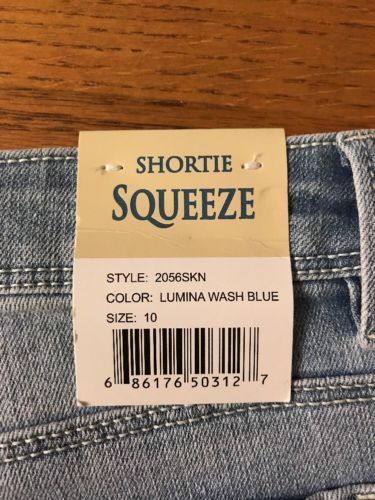 SHORTIE
SQUEEZE
STYLE: 2056SKN
COLOR: LUMINA WASH BLUE
SIZE: 10
6 86176 50312 7